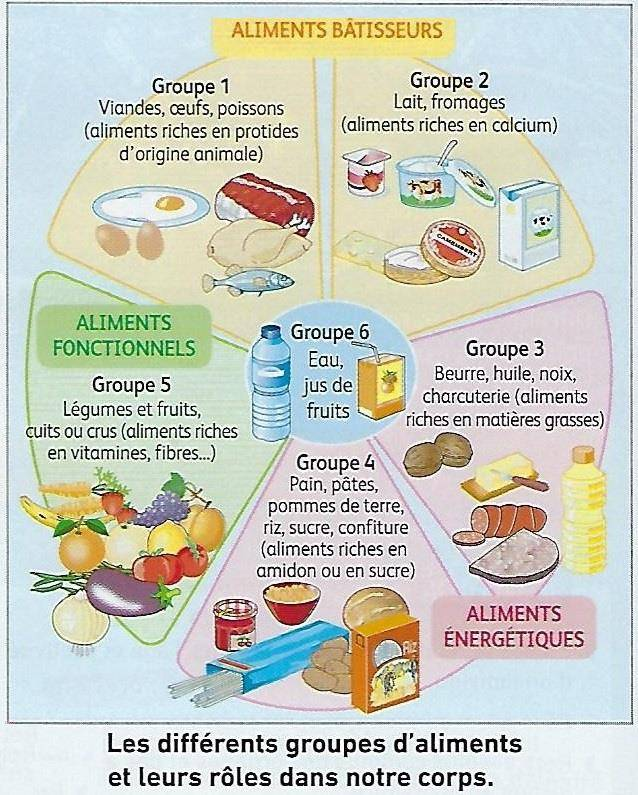 ALIMENTS BÂTISSEURS
Groupe 1
Viandes, œufs, poissons
(aliments riches en protides
d'origine animale)
Groupe 2
Lait, fromages
(aliments riches en calcium)
CAMEMBERT
ALIMENTS
FONCTIONNELS
Groupe 5
Légumes et fruits,
cuits ou crus (aliments riches
en vitamines, fibres...)
Groupe 6
Eau,
jus de
fruits
Groupe 3
Beurre, huile, noix,
charcuterie (aliments
riches en matières grasses)
Groupe 4
Pain, pâtes,
pommes de terre,
riz, sucre, confiture
(aliments riches en
amidon ou en sucre)
ALIMENTS
ÉNERGÉTIQUES
Les différents groupes d'aliments
et leurs rôles dans notre corps.